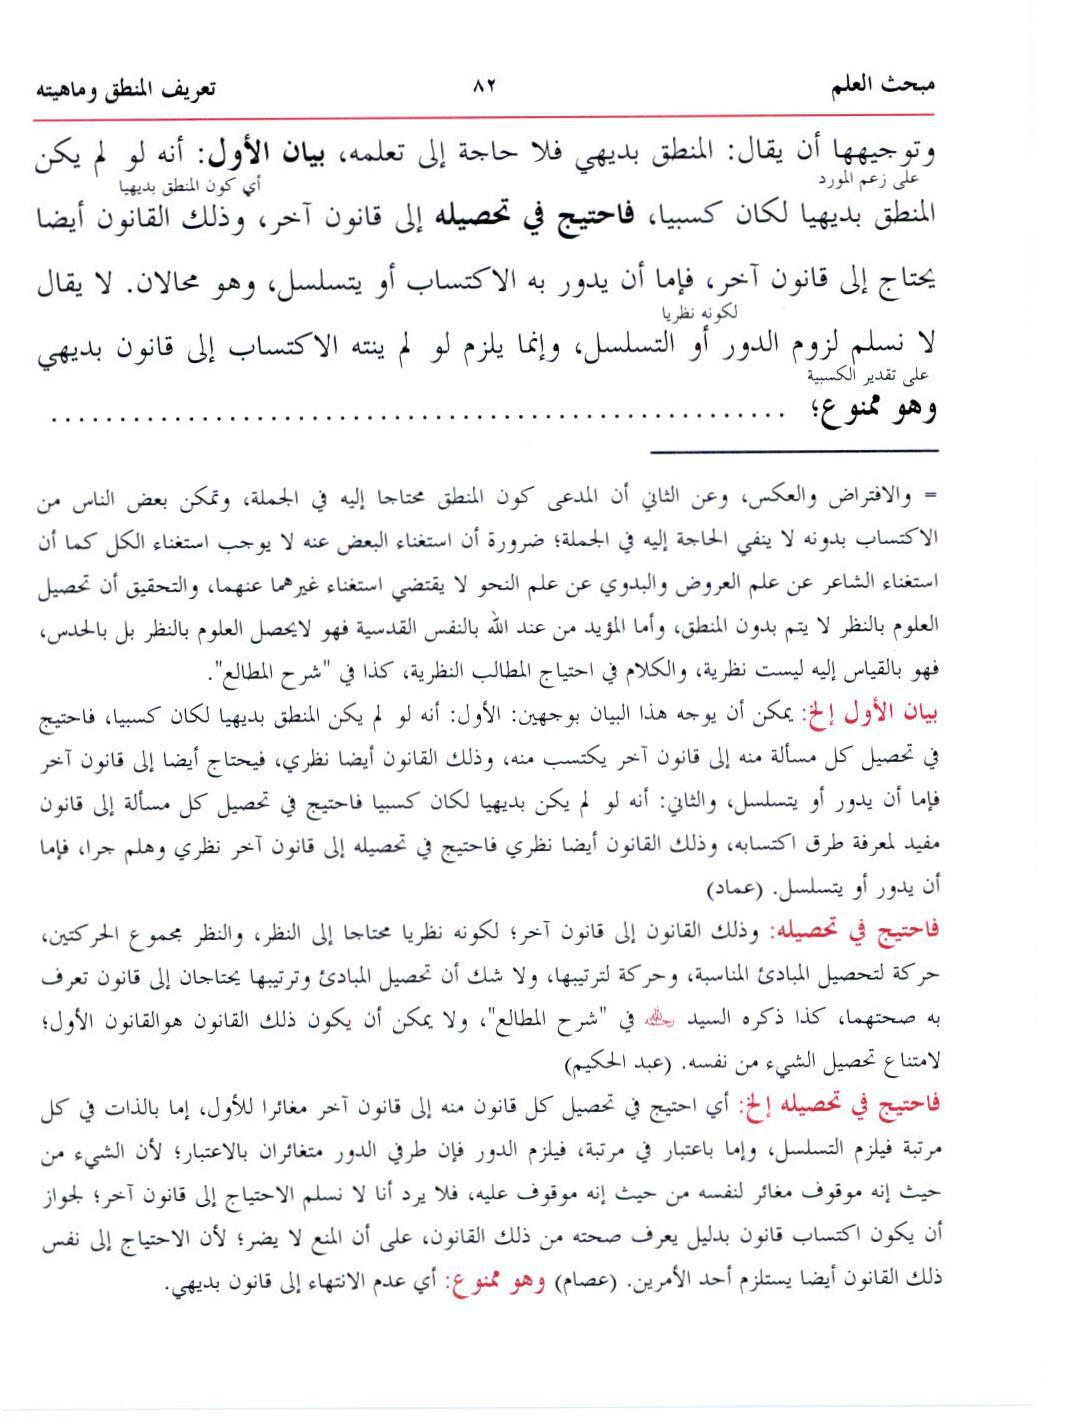 مبحث العلم ٨٢ تعريف المنطق وماهيته
وتوجيهها أن يقال: المنطق بديهي فلا حاجة إلى تعلمه، بيان الأول: أنه لو لم يكن
على زعم المورد أي كون المنطق بديهيا
المنطق بديهيا لكان كسبيا، فاحتيج في تحصيله إلى قانون آخر، وذلك القانون أيضا
يحتاج إلى قانون آخر، فإما أن يدور به الاكتساب أو يتسلسل، وهو محالان. لا يقال
لكونه نظريا
لا نسلم لزوم الدور أو التسلسل، وإنما يلزم لو لم ينته الاكتساب إلى قانون بديهي
على تقدير الكسبية
وهو ممنوع؛ ......................................................
= والافتراض والعكس، وعن الثاني أن المدعى كون المنطق محتاجا إليه في الجملة، وتمكن بعض الناس من
الاكتساب بدونه لا ينفي الحاجة إليه في الجملة؛ ضرورة أن استغناء البعض عنه لا يوجب استغناء الكل كما أن
استغناء الشاعر عن علم العروض والبدوي عن علم النحو لا يقتضي استغناء غيرهما عنهما، والتحقيق أن تحصيل
العلوم بالنظر لا يتم بدون المنطق، وأما المؤيد من عند الله بالنفس القدسية فهو لايحصل العلوم بالنظر بل بالحدس،
فهو بالقياس إليه ليست نظرية، والكلام في احتياج المطالب النظرية، كذا في "شرح المطالع".
بيان الأول إلخ: يمكن أن يوجه هذا البيان بوجهين: الأول: أنه لو لم يكن المنطق بديهيا لكان كسبيا، فاحتيج
في تحصيل كل مسألة منه إلى قانون آخر يكتسب منه، وذلك القانون أيضا نظري، فيحتاج أيضا إلى قانون آخر
فإما أن يدور أو يتسلسل، والثاني: أنه لو لم يكن بديهيا لكان كسبيا فاحتيج في تحصيل كل مسألة إلى قانون
مفيد لمعرفة طرق اكتسابه، وذلك القانون أيضا نظري فاحتيج في تحصيله إلى قانون آخر نظري وهلم جرا، فإما
أن يدور أو يتسلسل. (عماد)
فاحتيج في تحصيله: وذلك القانون إلى قانون آخر؛ لكونه نظريا محتاجا إلى النظر، والنظر مجموع الحركتين،
حركة لتحصيل المبادئ المناسبة، وحركة لترتيبها، ولا شك أن تحصيل المبادئ وترتيبها يحتاجان إلى قانون تعرف
به صحتهما، كذا ذكره السيد رحمه الله في "شرح المطالع"، ولا يمكن أن يكون ذلك القانون هوالقانون الأول؛
لامتناع تحصيل الشيء من نفسه. (عبد الحكيم)
فاحتيج في تحصيله إلخ: أي احتيج في تحصيل كل قانون منه إلى قانون آخر مغائرا للأول، إما بالذات في كل
مرتبة فيلزم التسلسل، وإما باعتبار في مرتبة، فيلزم الدور فإن طرفي الدور متغائران بالاعتبار؛ لأن الشيء من
حيث إنه موقوف مغائر لنفسه من حيث إنه موقوف عليه، فلا يرد أنا لا نسلم الاحتياج إلى قانون آخر؛ لجواز
أن يكون اكتساب قانون بدليل يعرف صحته من ذلك القانون، على أن المنع لا يضر؛ لأن الاحتياج إلى نفس
ذلك القانون أيضا يستلزم أحد الأمرين. (عصام) وهو ممنوع: أي عدم الانتهاء إلى قانون بديهي.